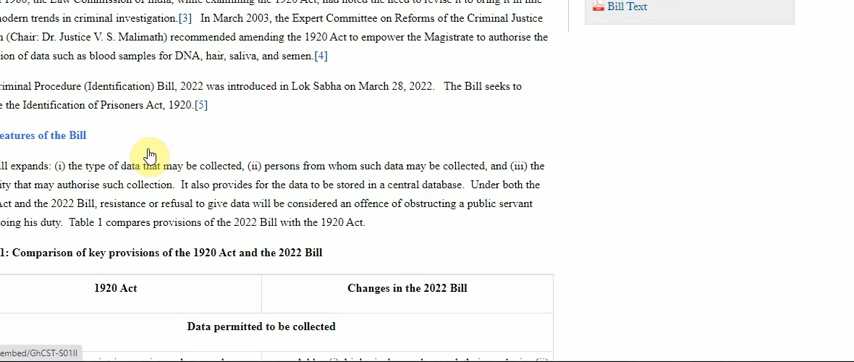 1980, the Law Commission of India, while examining the 1920 Act, had noted the need to revise it to bring it in line
modern trends in criminal investigation.[3] In March 2003, the Expert Committee on Reforms of the Criminal Justice
(Chair: Dr. Justice V. S. Malimath) recommended amending the 1920 Act to empower the Magistrate to authorise the
ion of data such as blood samples for DNA, hair, saliva, and semen.[4]
riminal Procedure (Identification) Bill, 2022 was introduced in Lok Sabha on March 28, 2022. The Bill seeks to
e the Identification of Prisoners Act, 1920.[5]
eatures of the Bill
ll expands: (i) the type of data that may be collected, (ii) persons from whom such data may be collected, and (iii) the
ity that may authorise such collection. It also provides for the data to be stored in a central database. Under both the
Act and the 2022 Bill, resistance or refusal to give data will be considered an offence of obstructing a public servant
oing his duty. Table 1 compares provisions of the 2022 Bill with the 1920 Act.
1: Comparison of key provisions of the 1920 Act and the 2022 Bill
1920 Act Changes in the 2022 Bill
Data permitted to be collected
embed/GhCST-S01II
Bill Text